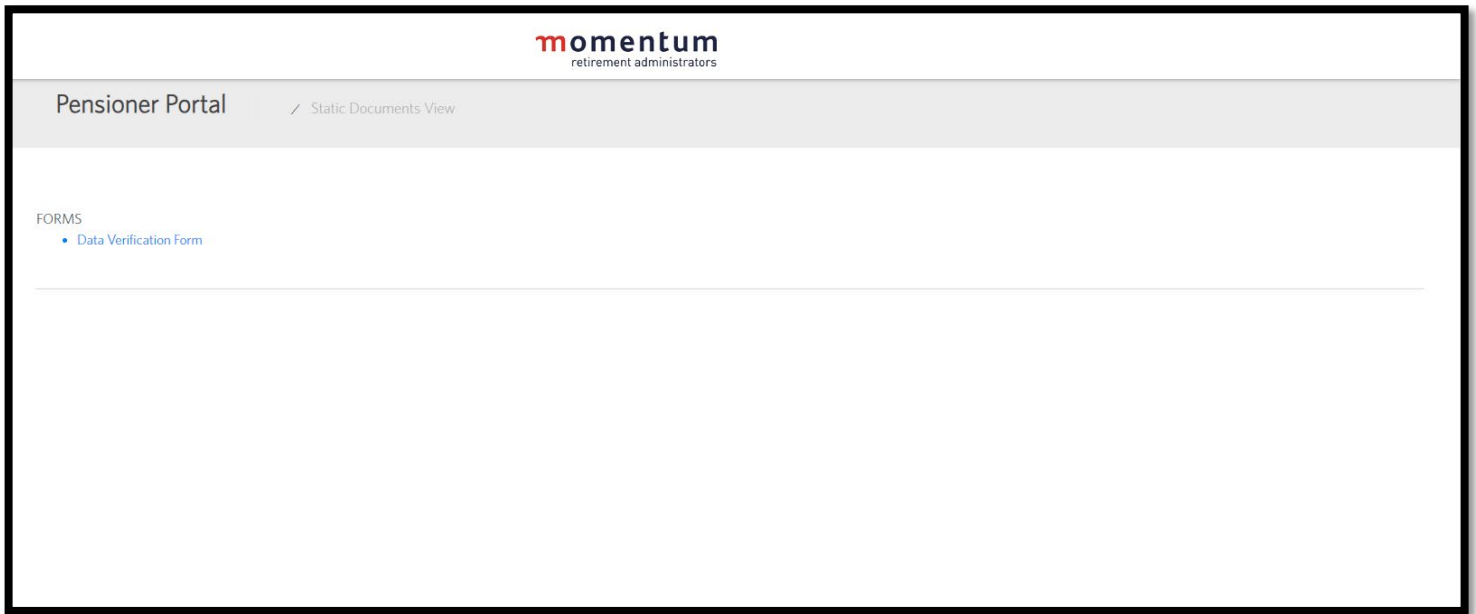 momentum
retirement administrators
Pensioner Portal / Static Documents View
FORMS
• Data Verification Form